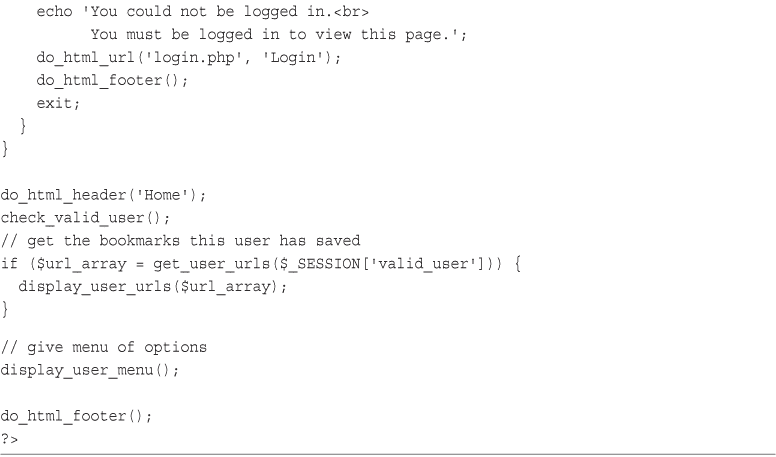 echo 'You could not be logged in.<br>
          You must be logged in to view this page.';
    do_html_url('login.php', 'Login');
    do_html_footer();
    exit;
  }
}

do_html_header('Home');
check_valid_user();
// get the bookmarks this user has saved
if ($url_array = get_user_urls($_SESSION['valid_user'])) {
  display_user_urls($url_array);
}

// give menu of options
display_user_menu();

do_html_footer();
?>